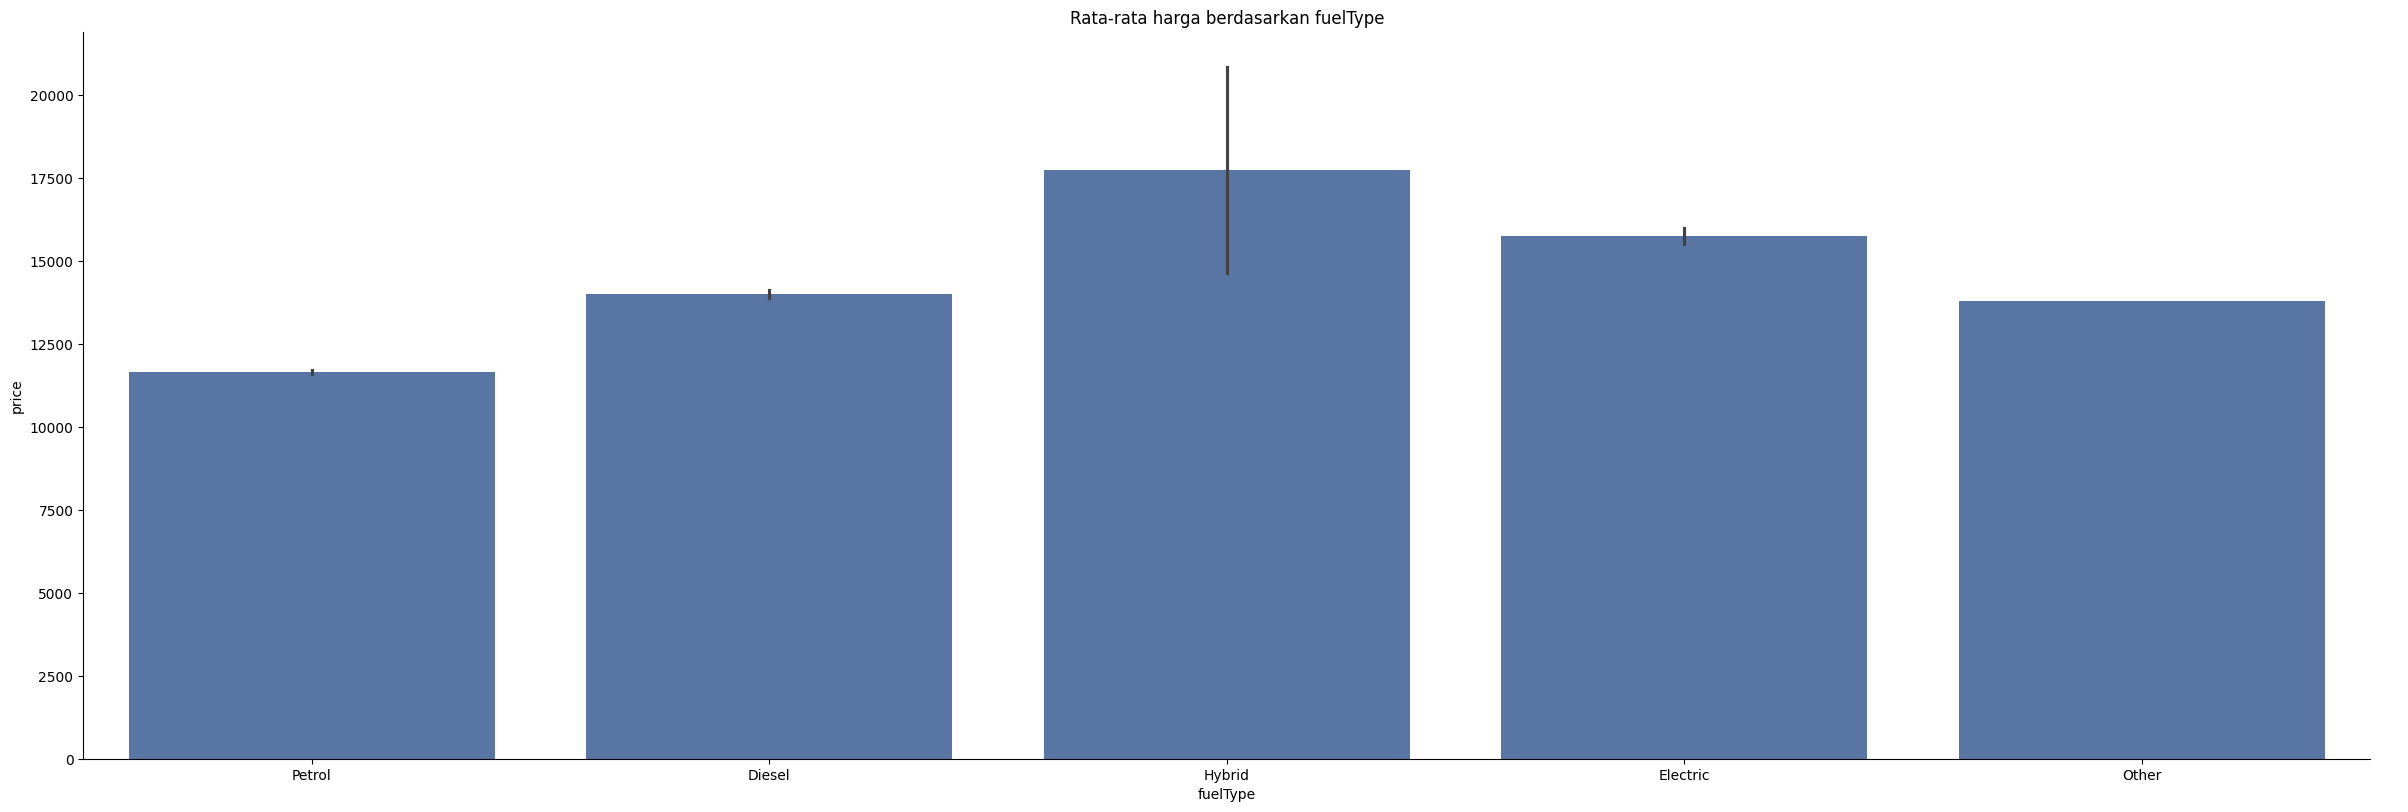 Rata-rata harga berdasarkan fuelType
20000
17500
15000
12500
10000
7500
5000
2500
0
price
Petrol Diesel Hybrid Electric Other
fuelType